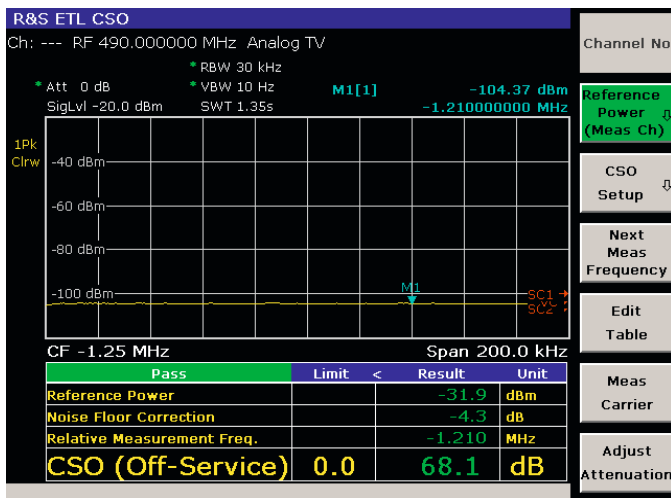 R&S ETL CSO
Ch: --- RF 490.000000 MHz Analog TV
* RBW 30 kHz
* Att 0 dB * VBW 10 Hz M1[1] -104.37 dBm
SigLvl -20.0 dBm SWT 1.35s -1.210000000 MHz
1Pk
Clrw
-40 dBm
-60 dBm
-80 dBm
-100 dBm
M1
SC1
SC2
CF -1.25 MHz Span 200.0 kHz
Pass Limit < Result Unit
Reference Power -31.9 dBm
Noise Floor Correction -4.3 dB
Relative Measurement Freq. -1.210 MHz
CSO (Off-Service) 0.0 68.1 dB
Channel No
Reference
Power
(Meas Ch)
CSO
Setup
Next
Meas
Frequency
Edit
Table
Meas
Carrier
Adjust
Attenuation